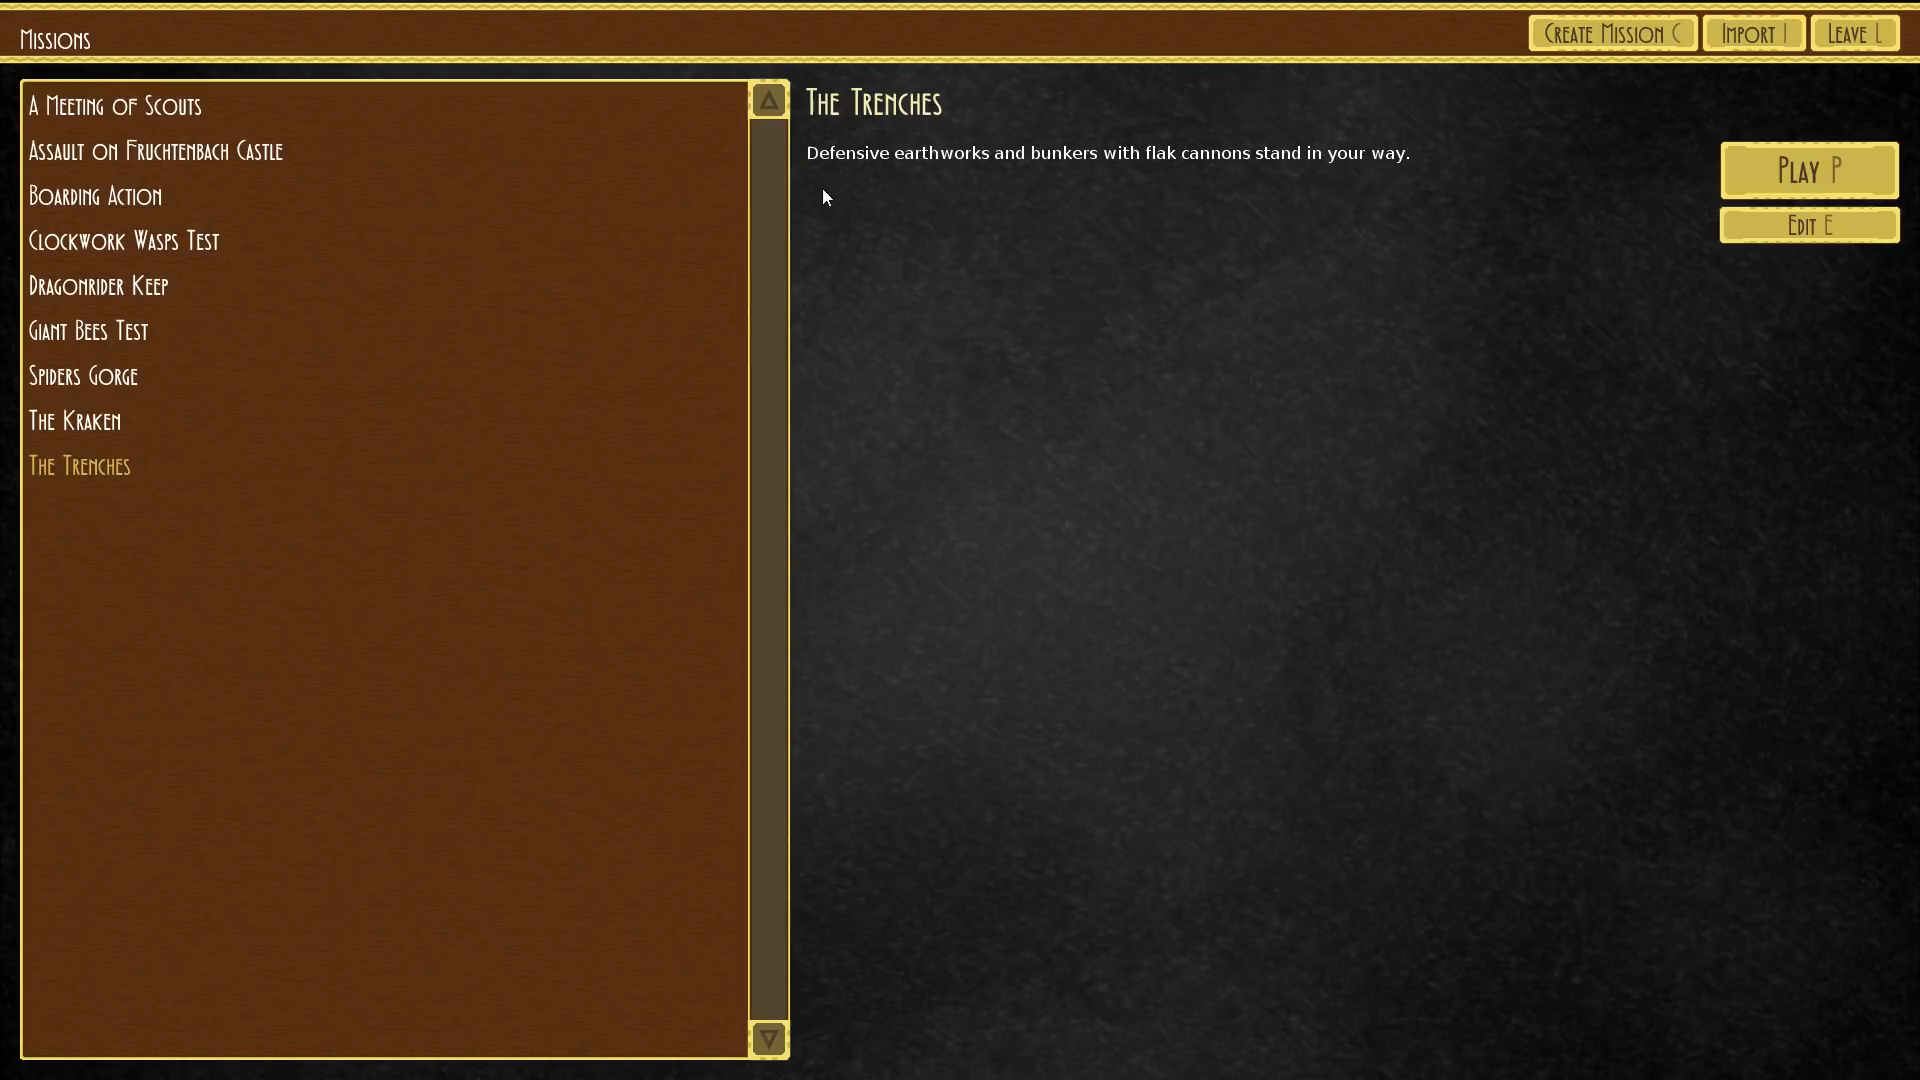 Missions
Create Mission C
Import I
Leave L
A Meeting of Scouts
Assault on Fruchtenbach Castle
Boarding Action
Clockwork Wasps Test
Dragonrider Keep
Giant Bees Test
Spiders Gorge
The Kraken
The Trenches
The Trenches
Defensive earthworks and bunkers with flak cannons stand in your way.
Play P
Edit E